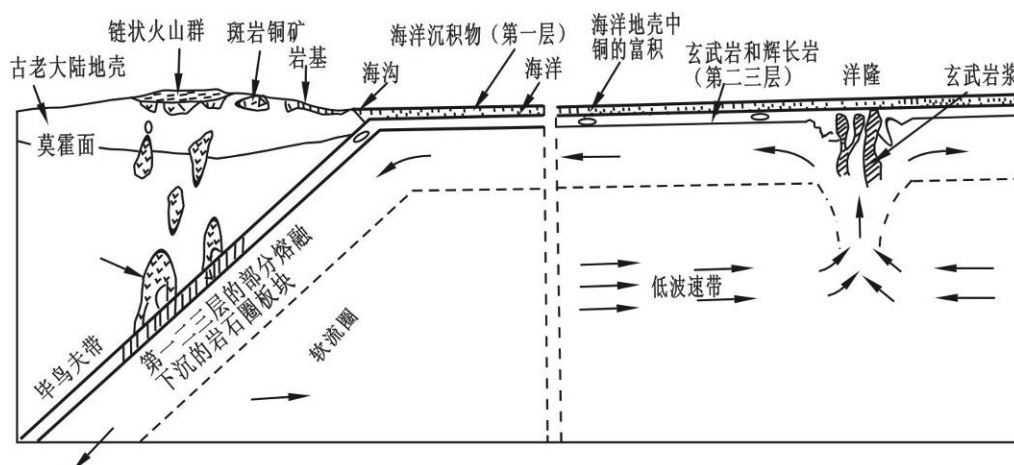 链状火山群
斑岩铜矿
岩基
古老大陆地壳
海沟
海洋沉积物（第一层）
海洋
海洋地壳中
铜的富积
玄武岩和辉长岩
（第二三层）
洋隆
玄武岩浆
莫霍面
低波速带
第一二三层的部分熔融
下沉的岩石圈板块
软流圈
毕鸟夫带